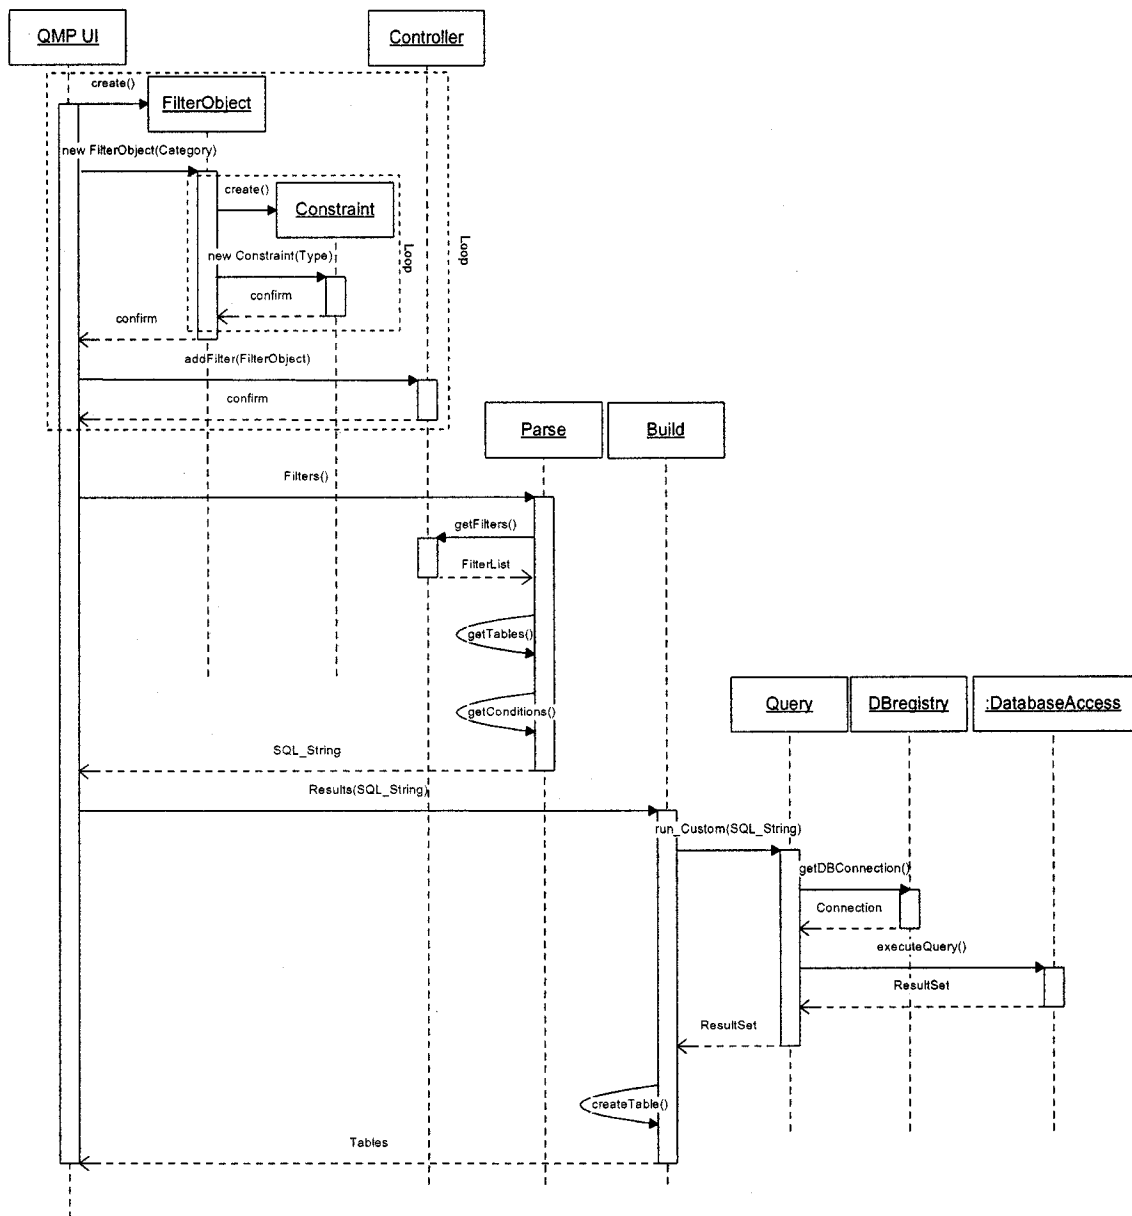 QMP UI
Controller
create()
FilterObject
new FilterObject(Category)
create()
Constraint
Loop
Loop
new Constraint(Type)
confirm
confirm
addFilter(FilterObject)
confirm
Parse
Build
Filters()
getFilters()
FilterList
getTables()
Query
DBregistry
:DatabaseAccess
getConditions()
SQL_String
Results(SQL_String)
run_Custom(SQL_String)
getDBConnection()
Connection
executeQuery()
ResultSet
ResultSet
createTable()
Tables